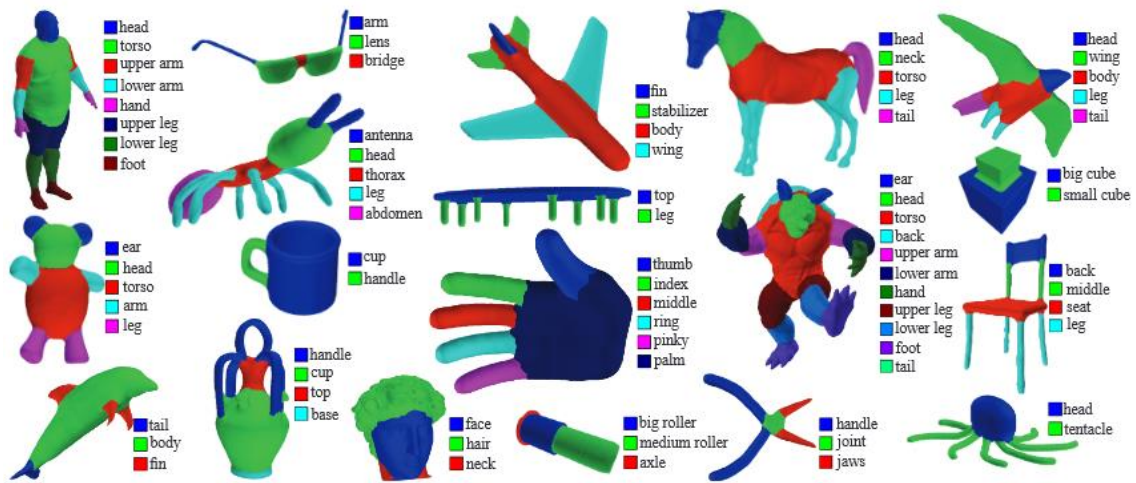 head
torso
upper arm
lower arm
hand
upper leg
lower leg
foot
arm
lens
bridge
fin
stabilizer
body
wing
head
neck
torso
leg
tail
head
wing
body
leg
tail
antenna
head
thorax
leg
abdomen
top
leg
big cube
small cube
ear
head
torso
arm
leg
cup
handle
thumb
index
middle
ring
pinky
palm
ear
head
torso
back
upper arm
lower arm
hand
upper leg
lower leg
foot
tail
back
middle
seat
leg
tail
body
fin
handle
cup
top
base
face
hair
neck
big roller
medium roller
axle
handle
joint
jaws
head
tentacle